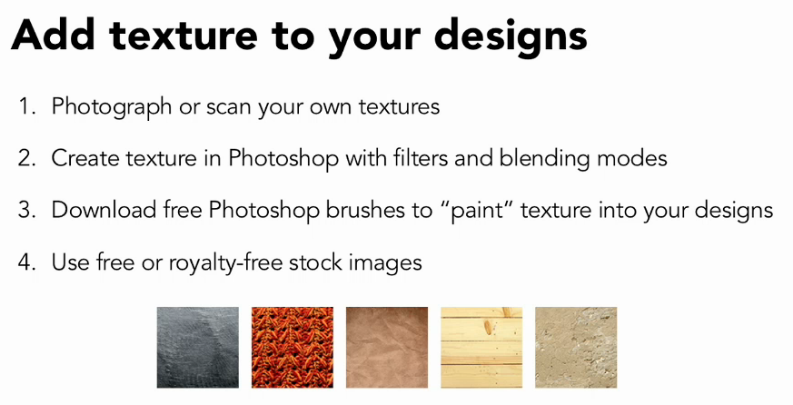 Add texture to your designs
1. Photograph or scan your own textures
2. Create texture in Photoshop with filters and blending modes
3. Download free Photoshop brushes to “paint“ texture into your designs
4. Use free or royalty-free stock images